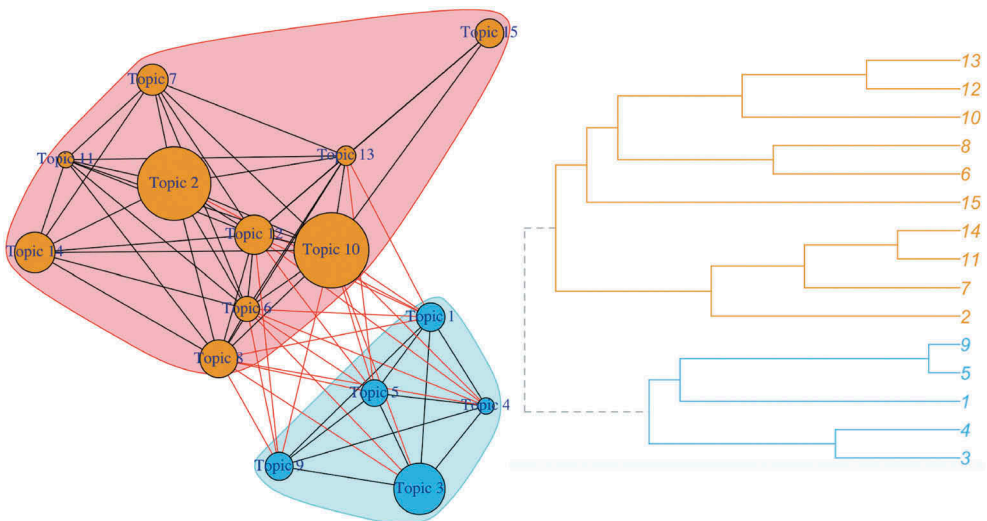 Topic 15
Topic 7
Topic 11
Topic 13
Topic 2
Topic 12
Topic 14
Topic 10
Topic 6
Topic 1
Topic 8
Topic 5
Topic 4
Topic 9
Topic 3
13
12
10
8
6
15
14
11
7
2
9
5
1
4
3